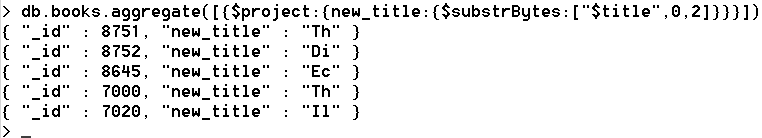 > db.books.aggregate([{$project:{new_title:{$substrBytes:["$title",0,2]}}}])
{ "_id" : 8751, "new_title" : "Th" }
{ "_id" : 8752, "new_title" : "Di" }
{ "_id" : 8645, "new_title" : "Ec" }
{ "_id" : 7000, "new_title" : "Th" }
{ "_id" : 7020, "new_title" : "Il" }
> _